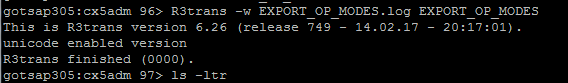 gotsap305:cx5adm 96> R3trans -w EXPORT_OP_MODES.log EXPORT_OP_MODES
This is R3trans version 6.26 (release 749 - 14.02.17 - 20:17:01).
unicode enabled version
R3trans finished (0000).
gotsap305:cx5adm 97> ls -ltr